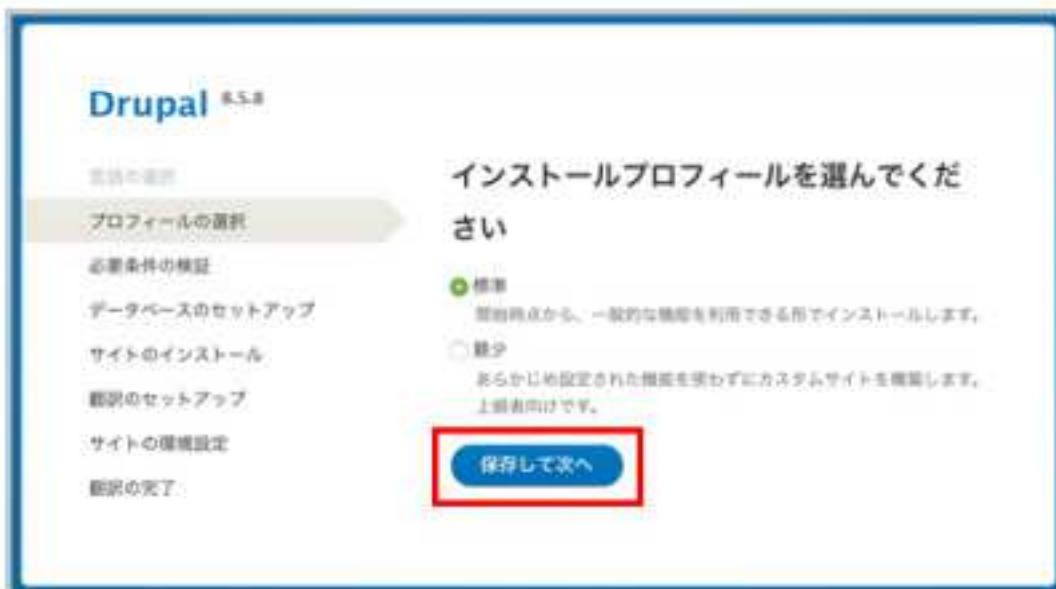 Drupal 8.5.8
言語の選択
プロフィールの選択
必要条件の検証
データベースのセットアップ
サイトのインストール
翻訳のセットアップ
サイトの環境設定
翻訳の完了
インストールプロフィールを選んでくだ
さい
標準
開始時点から、一般的な機能を利用できる形でインストールします。
最少
あらかじめ設定された機能を使わずにカスタムサイトを構築します。
上級者向けです。
保存して次へ